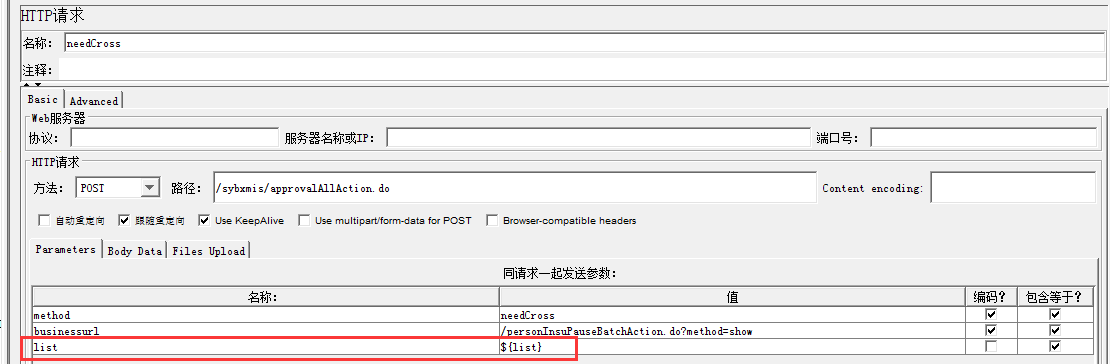 HTTP请求
名称: needCross
注释:
Basic Advanced
Web服务器
协议: 服务器名称或IP: 端口号:
HTTP请求
方法: POST 路径: /sybxmis/approvalAllAction.do Content encoding:
自动重定向 跟随重定向 Use KeepAlive Use multipart/form-data for POST Browser-compatible headers
Parameters Body Data Files Upload
同请求一起发送参数:
名称: 值 编码? 包含等于?
method needCross
businessurl /personInsuPauseBatchAction.do?method=show
list ${list}